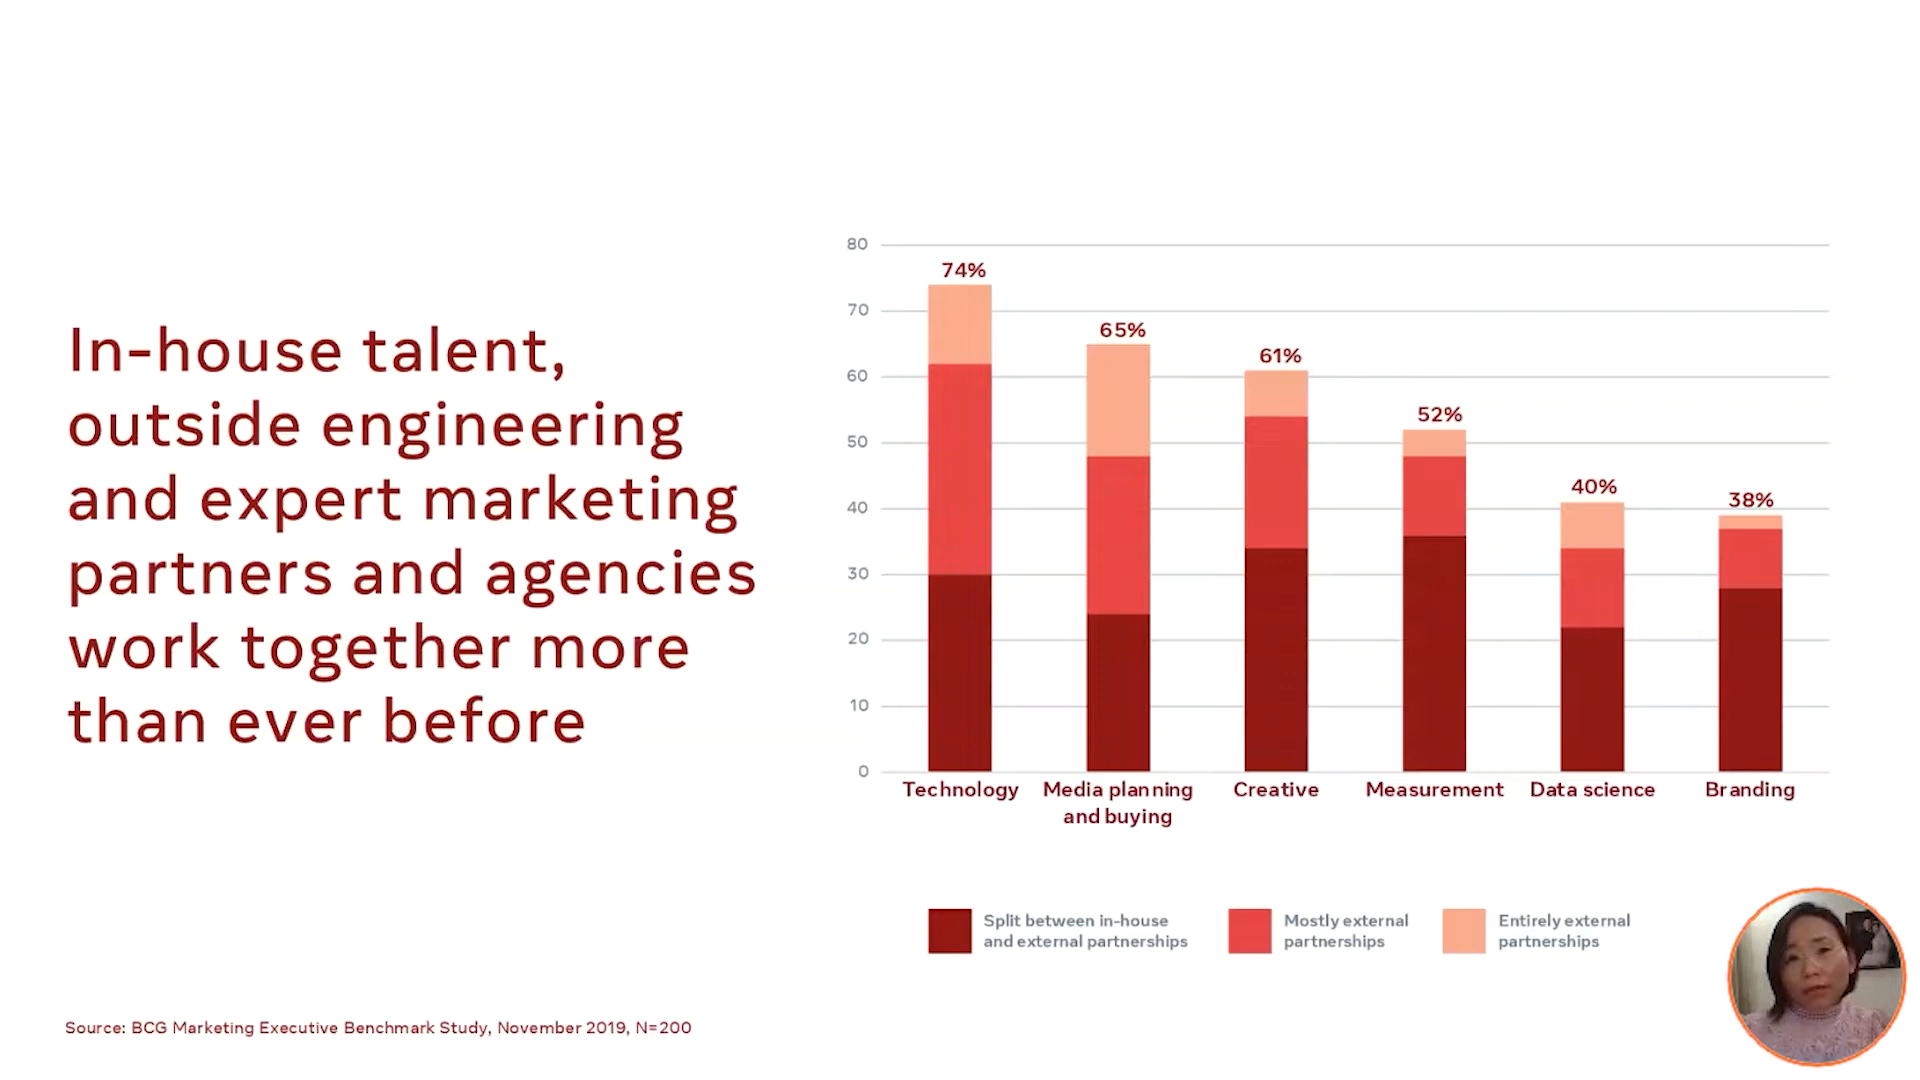 In-house talent,
outside engineering
and expert marketing
partners and agencies
work together more
than ever before
80
70
60
50
40
30
20
10
0
74%
65%
61%
52%
40%
38%
Technology
Media planning
and buying
Creative
Measurement
Data science
Branding
Split between in-house
and external partnerships
Mostly external
partnerships
Entirely external
partnerships
Source: BCG Marketing Executive Benchmark Study, November 2019, N=200